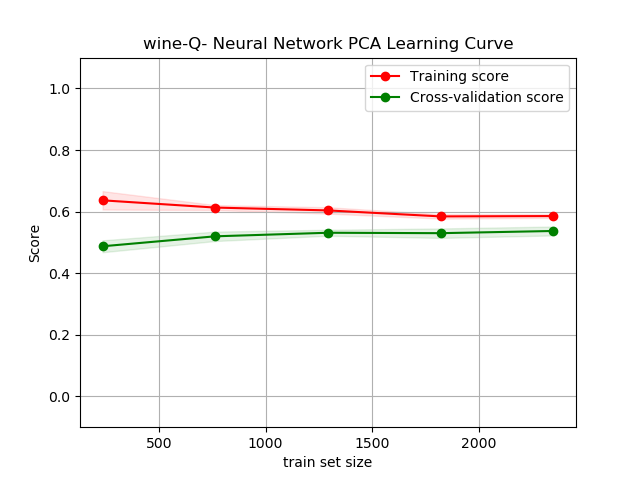 wine-Q- Neural Network PCA Learning Curve
Training score
Cross-validation score
1.0
0.8
0.6
0.4
0.2
0.0
Score
500
1000
1500
2000
train set size